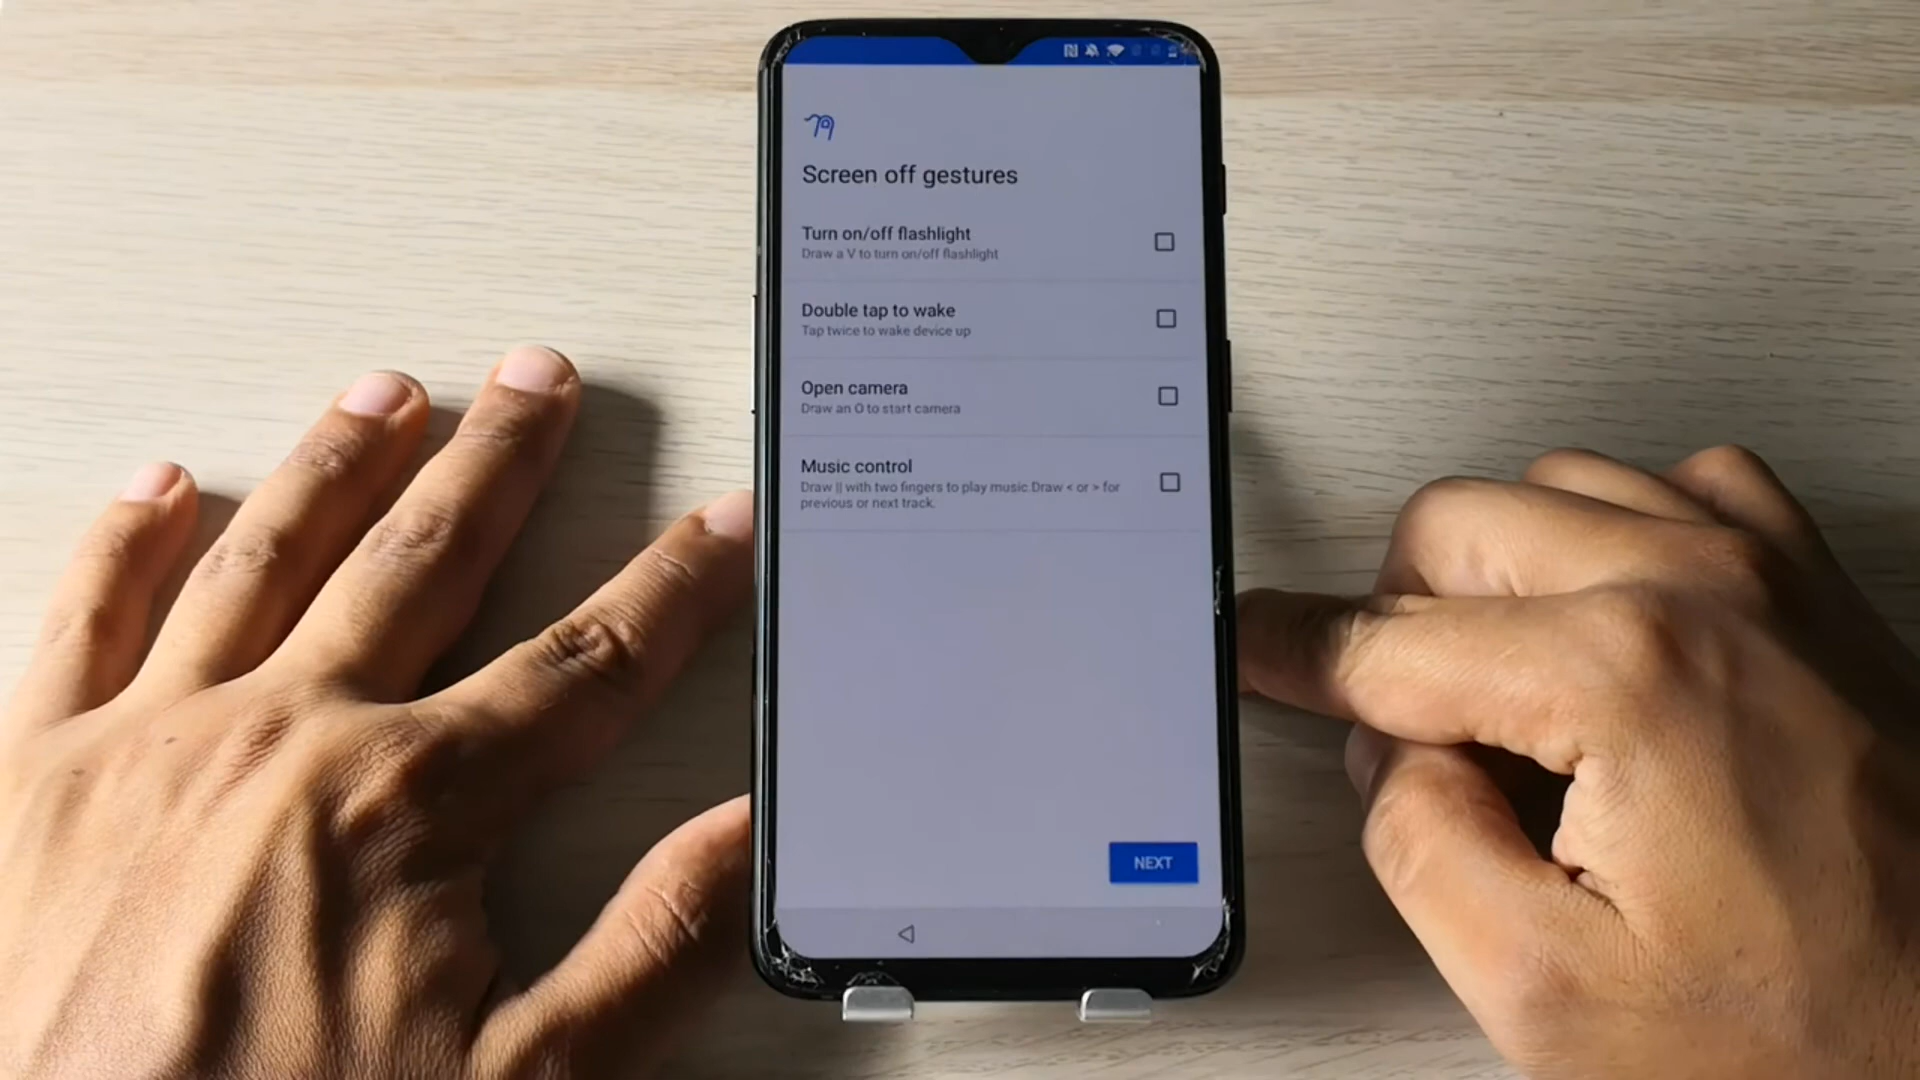 Screen off gestures
Turn on/off flashlight
Draw a V to turn on/off flashlight
Double tap to wake
Tap twice to wake device up
Open camera
Draw an O to start camera
Music control
Draw || with two fingers to play music.Draw < or > for
previous or next track.
NEXT